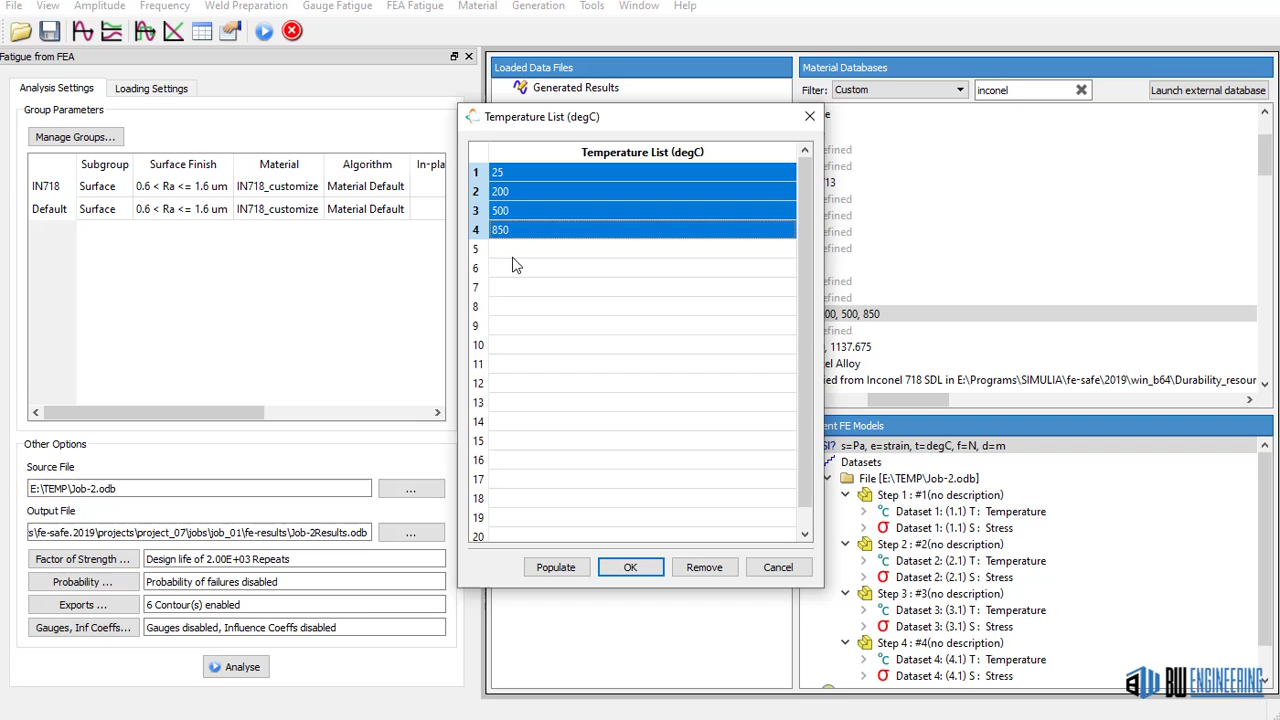 File View Amplitude Frequency Weld Preparation Gauge Fatigue FEA Fatigue Material Generation Tools Window Help
Fatigue from FEA
Analysis Settings Loading Settings
Group Parameters
Manage Groups...
Subgroup Surface Finish Material Algorithm In-pla
IN718 Surface 0.6 < Ra <= 1.6 um IN718_customize Material Default
Default Surface 0.6 < Ra <= 1.6 um IN718_customize Material Default
Other Options
Source File
E:\TEMP\Job-2.odb ...
Output File
s\fe-safe.2019\projects\project_07\jobs\job_01\fe-results\Job-2Results.odb ...
Factor of Strength ... Design life of 2.00E+03 Repeats
Probability ... Probability of failures disabled
Exports ... 6 Contour(s) enabled
Gauges, Inf Coeffs... Gauges disabled, Influence Coeffs disabled
Analyse
Loaded Data Files
Generated Results
Temperature List (degC)
Temperature List (degC)
1 25
2 200
3 500
4 850
5
6
7
8
9
10
11
12
13
14
15
16
17
18
19
20
Populate OK Remove Cancel
Material Databases
Filter: Custom inconel Launch external database
e
efined
efined
13
efined
efined
efined
efined
efined
00, 500, 850
efined
, 1137.675
nel Alloy
ied from Inconel 718 SDL in E:\Programs\SIMULIA\fe-safe\2019\win_b64\Durability_resour
ent FE Models
SI? s=Pa, e=strain, t=degC, f=N, d=m
Datasets
File [E:\TEMP\Job-2.odb]
Step 1 : #1(no description)
°C Dataset 1: (1.1) T : Temperature
σ Dataset 1: (1.1) S : Stress
Step 2 : #2(no description)
°C Dataset 2: (2.1) T : Temperature
σ Dataset 2: (2.1) S : Stress
Step 3 : #3(no description)
°C Dataset 3: (3.1) T : Temperature
σ Dataset 3: (3.1) S : Stress
Step 4 : #4(no description)
°C Dataset 4: (4.1) T : Temperature
σ Dataset 4: (4.1) S : Stress
BW ENGINEERING